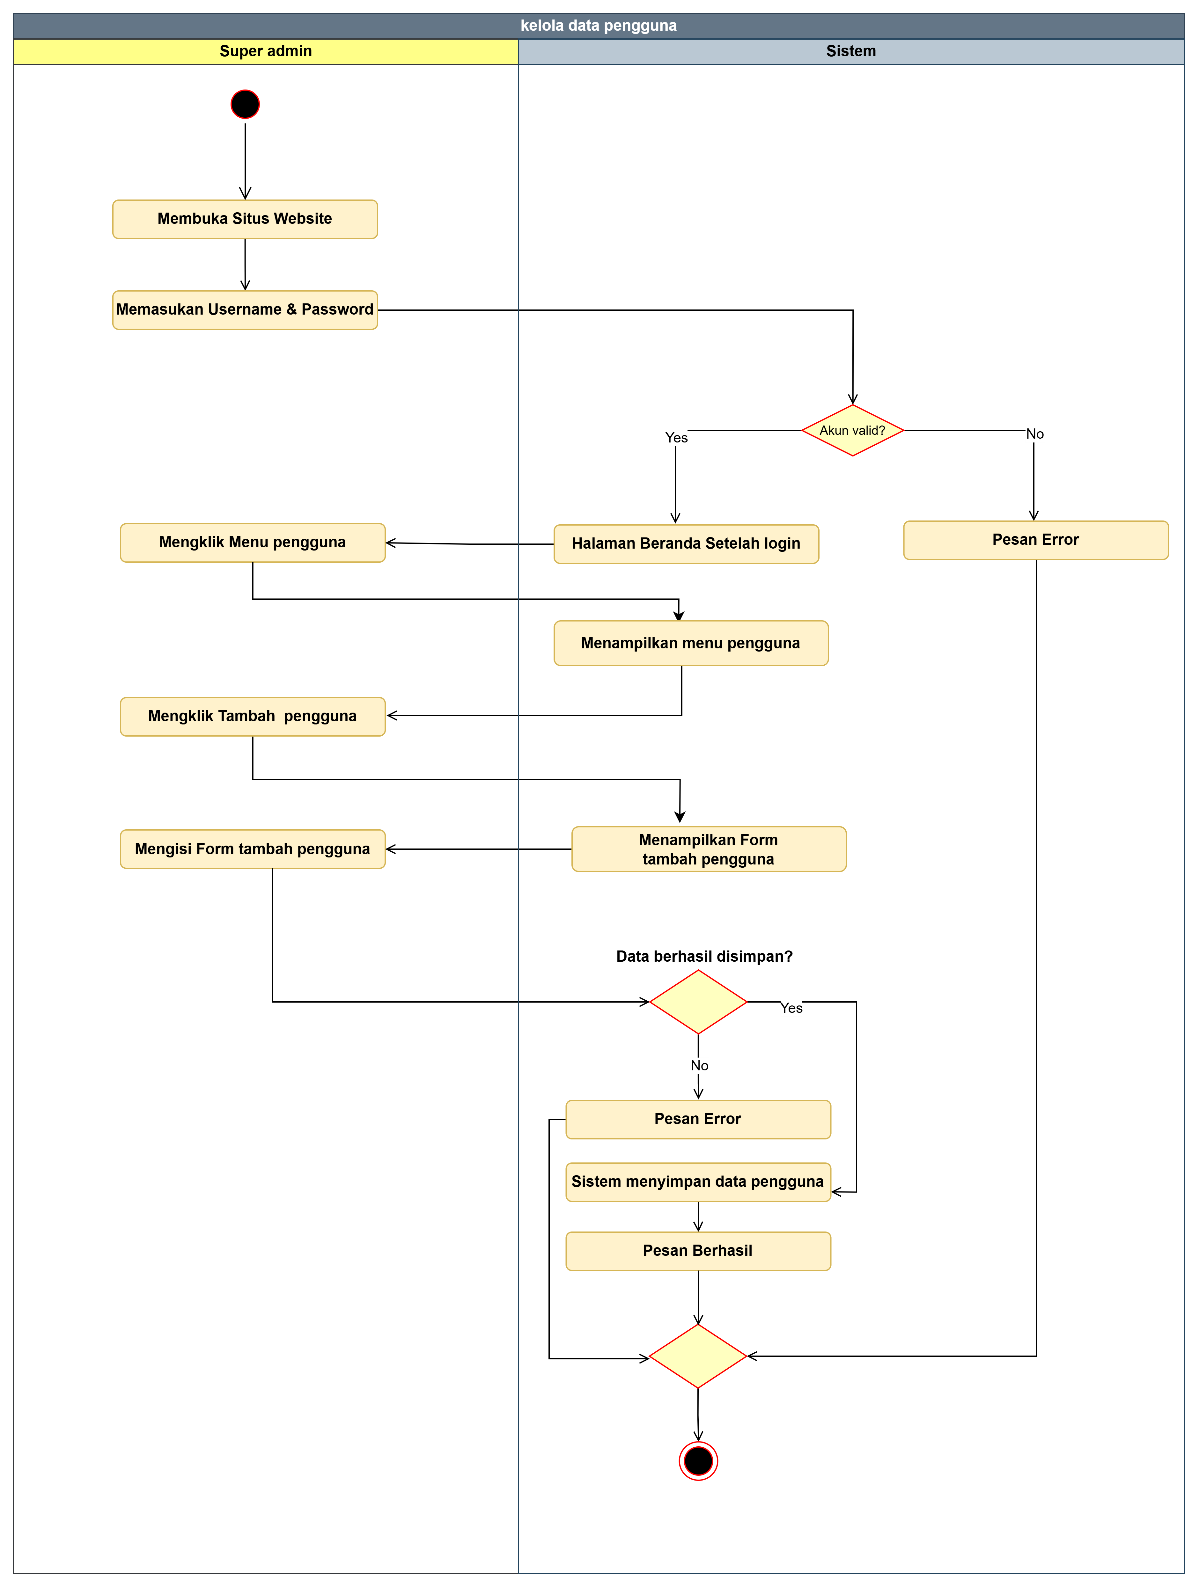 kelola data pengguna
Super admin
Sistem
Membuka Situs Website
Memasukan Username & Password
Akun valid?
Yes
No
Mengklik Menu pengguna
Halaman Beranda Setelah login
Pesan Error
Menampilkan menu pengguna
Mengklik Tambah  pengguna
Menampilkan Form
tambah pengguna
Mengisi Form tambah pengguna
Data berhasil disimpan?
Yes
No
Pesan Error
Sistem menyimpan data pengguna
Pesan Berhasil